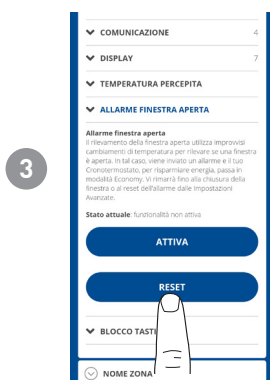 COMUNICAZIONE 4
DISPLAY 7
TEMPERATURA PERCEPITA
ALLARME FINESTRA APERTA
Allarme finestra aperta
il rilevamento della finestra aperta utilizza improvvisi
cambiamenti di temperatura per rilevare se una finestra
è aperta. In tal caso, viene inviato un allarme e il tuo
Cronotermostato, per risparmiare energia, passa in
modalità Economy. Vi rimarrà fino alla chiusura della
finestra o al reset dell'allarme dalle impostazioni
Avanzate.
3
Stato attuale: funzionalità non attiva
ATTIVA
RESET
BLOCCO TASTI
NOME ZONA